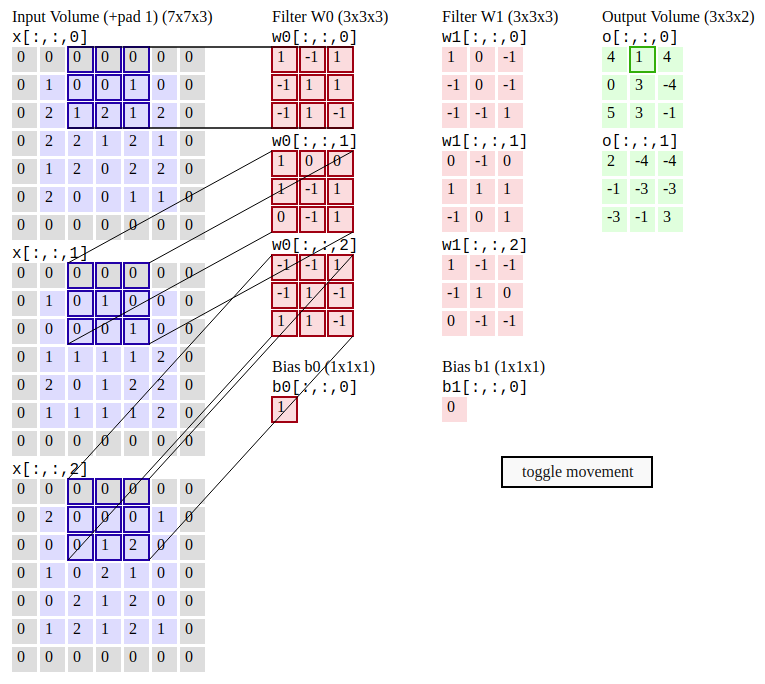 Input Volume (+pad 1) (7x7x3) Filter W0 (3x3x3) Filter W1 (3x3x3) Output Volume (3x3x2)
x[:,:,0] w0[:,:,0] w1[:,:,0] o[:,:,0]
0 0 0 0 0 0 0 1 -1 1 1 0 -1 4 1 4
0 1 0 0 1 0 0 -1 1 1 -1 0 -1 0 3 -4
0 2 1 2 1 2 0 -1 1 -1 -1 -1 1 5 3 -1
0 2 2 1 2 1 0 w0[:,:,1] w1[:,:,1] o[:,:,1]
0 1 2 0 2 2 0 1 0 0 0 -1 0 2 -4 -4
0 2 0 0 1 1 0 1 -1 1 1 1 1 -1 -3 -3
0 0 0 0 0 0 0 0 -1 1 -1 0 1 -3 -1 3
x[:,:,1] w0[:,:,2] w1[:,:,2]
0 0 0 0 0 0 0 -1 -1 1 1 -1 -1
0 1 0 1 0 0 0 -1 1 -1 -1 1 0
0 0 0 0 1 0 0 1 1 -1 0 -1 -1
0 1 1 1 1 2 0 Bias b0 (1x1x1) Bias b1 (1x1x1)
0 2 0 1 2 2 0 b0[:,:,0] b1[:,:,0]
0 1 1 1 1 2 0 1 0
0 0 0 0 0 0 0
x[:,:,2] toggle movement
0 0 0 0 0 0 0
0 2 0 0 0 1 0
0 0 0 1 2 0 0
0 1 0 2 1 0 0
0 0 2 1 2 0 0
0 1 2 1 2 1 0
0 0 0 0 0 0 0